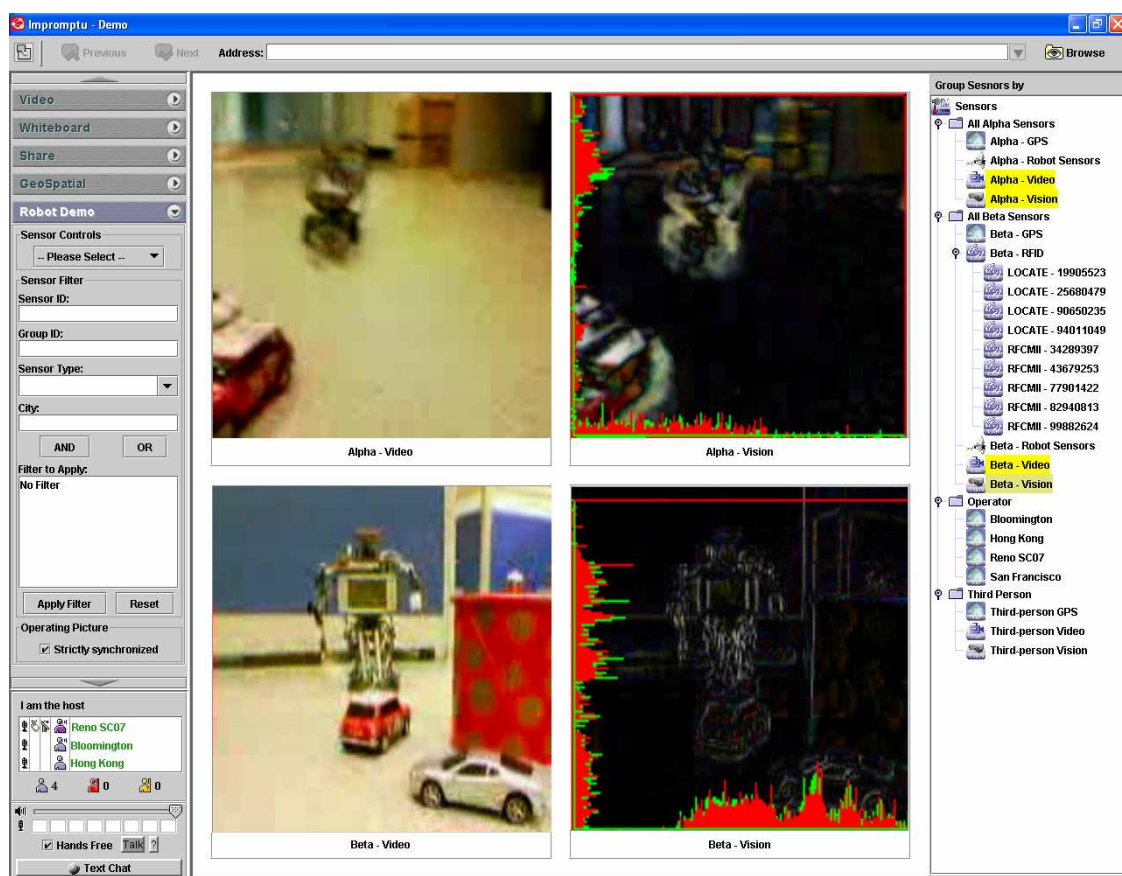 Impromptu - Demo
Previous
Next
Address:
Browse
Video
Whiteboard
Share
GeoSpatial
Robot Demo
Sensor Controls
-- Please Select --
Sensor Filter
Sensor ID:
Group ID:
Sensor Type:
City:
AND
OR
Filter to Apply:
No Filter
Apply Filter
Reset
Operating Picture
Strictly synchronized
I am the host
Reno SC07
Bloomington
Hong Kong
4
0
0
Hands Free
Talk
?
Text Chat
Alpha - Video
Alpha - Vision
Beta - Video
Beta - Vision
Group Sesnors by
Sensors
All Alpha Sensors
Alpha - GPS
Alpha - Robot Sensors
Alpha - Video
Alpha - Vision
All Beta Sensors
Beta - GPS
Beta - RFID
LOCATE - 19905523
LOCATE - 25680479
LOCATE - 90650235
LOCATE - 94011049
RFCMII - 34289397
RFCMII - 43679253
RFCMII - 77901422
RFCMII - 82940813
RFCMII - 99882624
Beta - Robot Sensors
Beta - Video
Beta - Vision
Operator
Bloomington
Hong Kong
Reno SC07
San Francisco
Third Person
Third-person GPS
Third-person Video
Third-person Vision